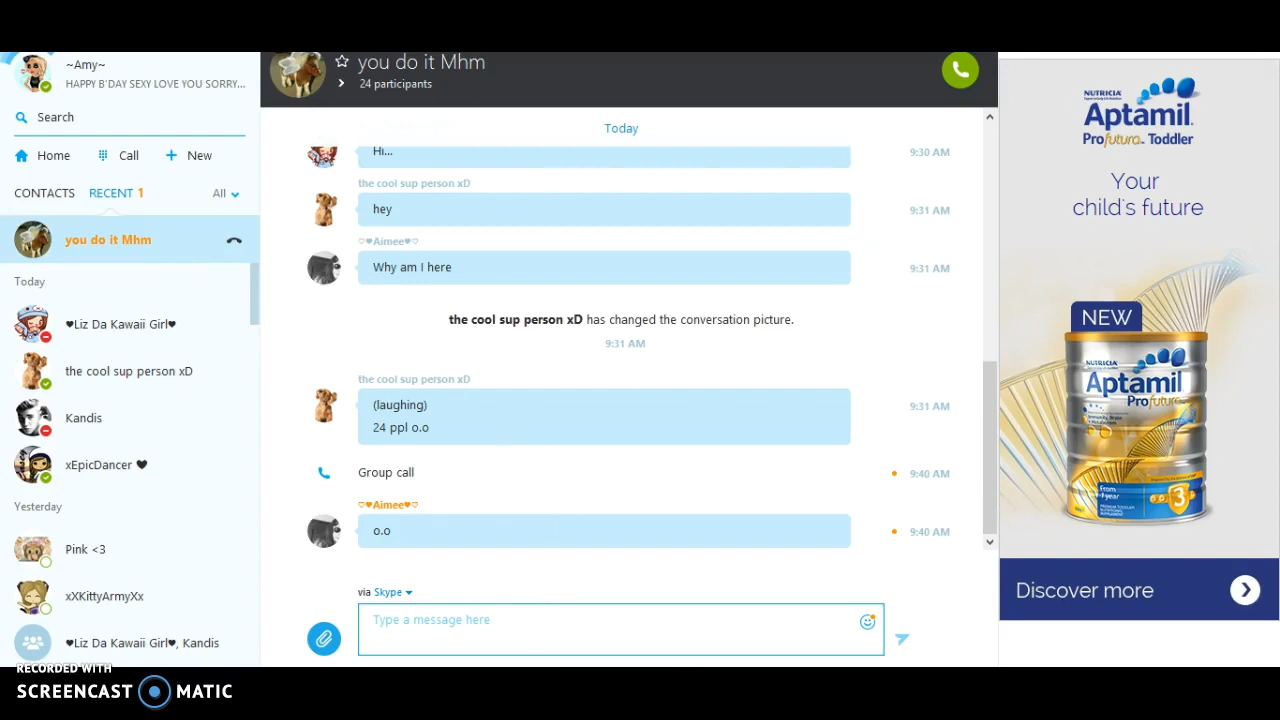 ~Amy~
HAPPY B'DAY SEXY LOVE YOU SORRY...
Search
Home
Call
New
CONTACTS
RECENT 1
All
you do it Mhm
Today
♥Liz Da Kawaii Girl♥
the cool sup person xD
Kandis
xEpicDancer ♥
Yesterday
Pink <3
xXKittyArmyXx
♥Liz Da Kawaii Girl♥, Kandis
RECORDED WITH
SCREENCAST MATIC
you do it Mhm
24 participants
Today
Hi...
9:30 AM
the cool sup person xD
hey
9:31 AM
♡♥Aimee♥♡
Why am I here
9:31 AM
the cool sup person xD has changed the conversation picture.
9:31 AM
the cool sup person xD
(laughing)
9:31 AM
24 ppl o.o
Group call
9:40 AM
♡♥Aimee♥♡
o.o
9:40 AM
via Skype
Type a message here
NUTRICIA
Aptamil
Profutura Toddler
Your
child's future
NEW
NUTRICIA
Aptamil
Profutura
From
1 year
3
Discover more